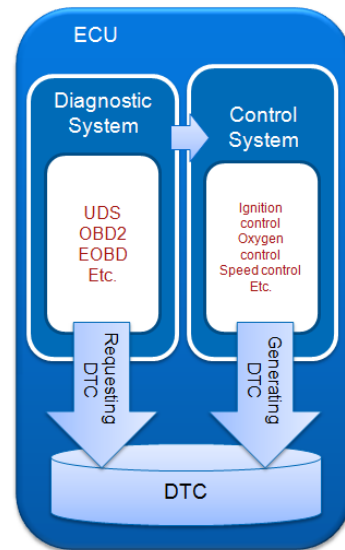 ECU
Diagnostic
System
UDS
OBD2
EOBD
Etc.
Control
System
Ignition
control
Oxygen
control
Speed control
Etc.
Requesting
DTC
Generating
DTC
DTC